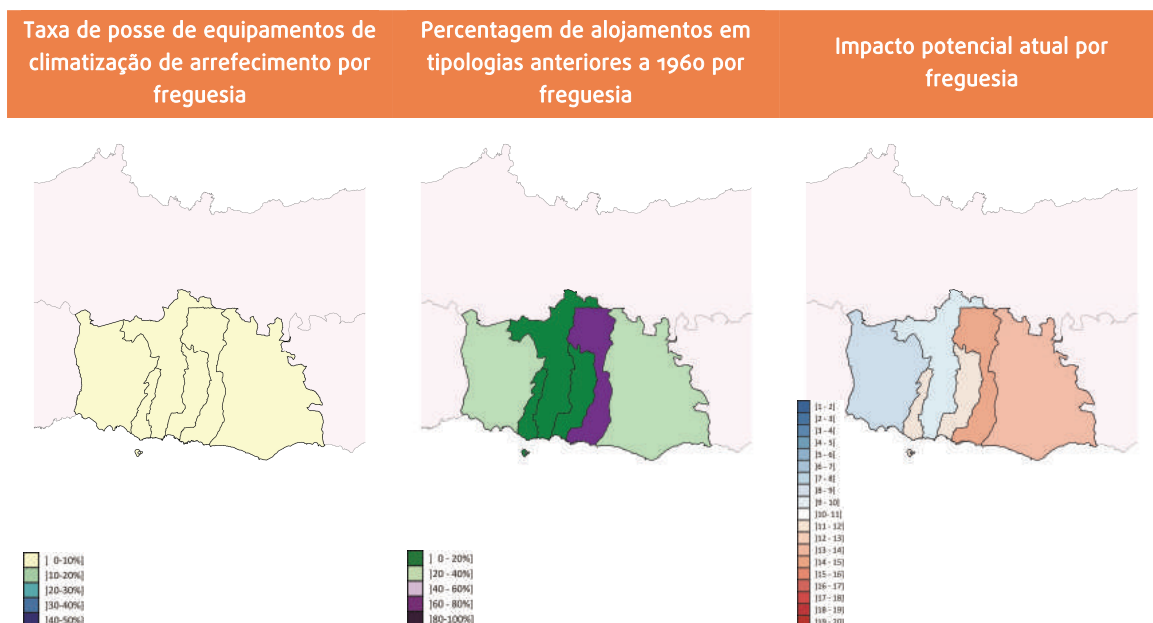 Taxa de posse de equipamentos de
climatização de arrefecimento por
freguesia
Percentagem de alojamentos em
tipologias anteriores a 1960 por
freguesia
Impacto potencial atual por
freguesia
] 0-10%]
]10-20%]
]20-30%]
]30-40%]
]40-50%]
] 0 - 20%]
]20 - 40%]
]40 - 60%]
]60 - 80%]
]80-100%]
]1 - 2]
]2 - 3]
]3 - 4]
]4 - 5]
]5 - 6]
]6 - 7]
]7 - 8]
]8 - 9]
]9 - 10]
]10 - 11]
]11 - 12]
]12 - 13]
]13 - 14]
]14 - 15]
]15 - 16]
]16 - 17]
]17 - 18]
]18 - 19]
]19 - 20]